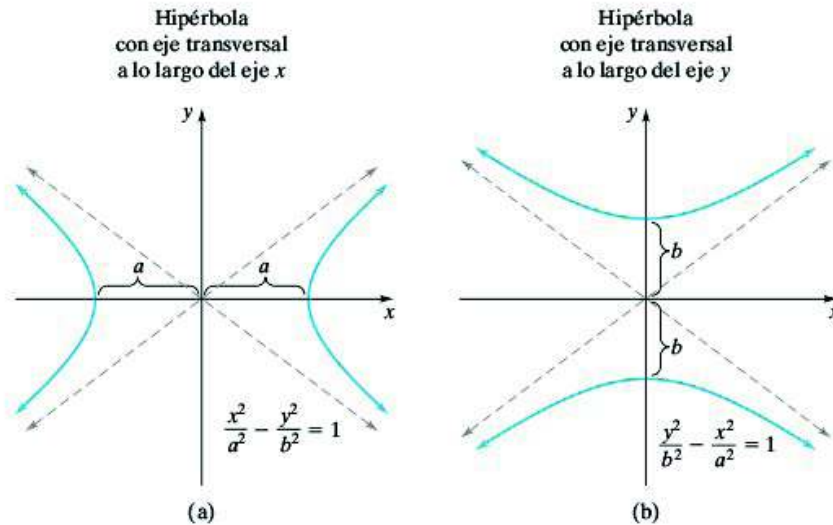 Hipérbola
con eje transversal
a lo largo del eje x
y
a
a
x
x²/a² − y²/b² = 1
(a)
Hipérbola
con eje transversal
a lo largo del eje y
y
b
x
b
y²/b² − x²/a² = 1
(b)